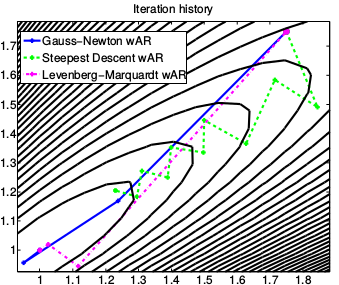 Iteration history
Gauss-Newton wAR
Steepest Descent wAR
Levenberg-Marquardt wAR
1.7
1.6
1.5
1.4
1.3
1.2
1.1
1
1 1.1 1.2 1.3 1.4 1.5 1.6 1.7 1.8